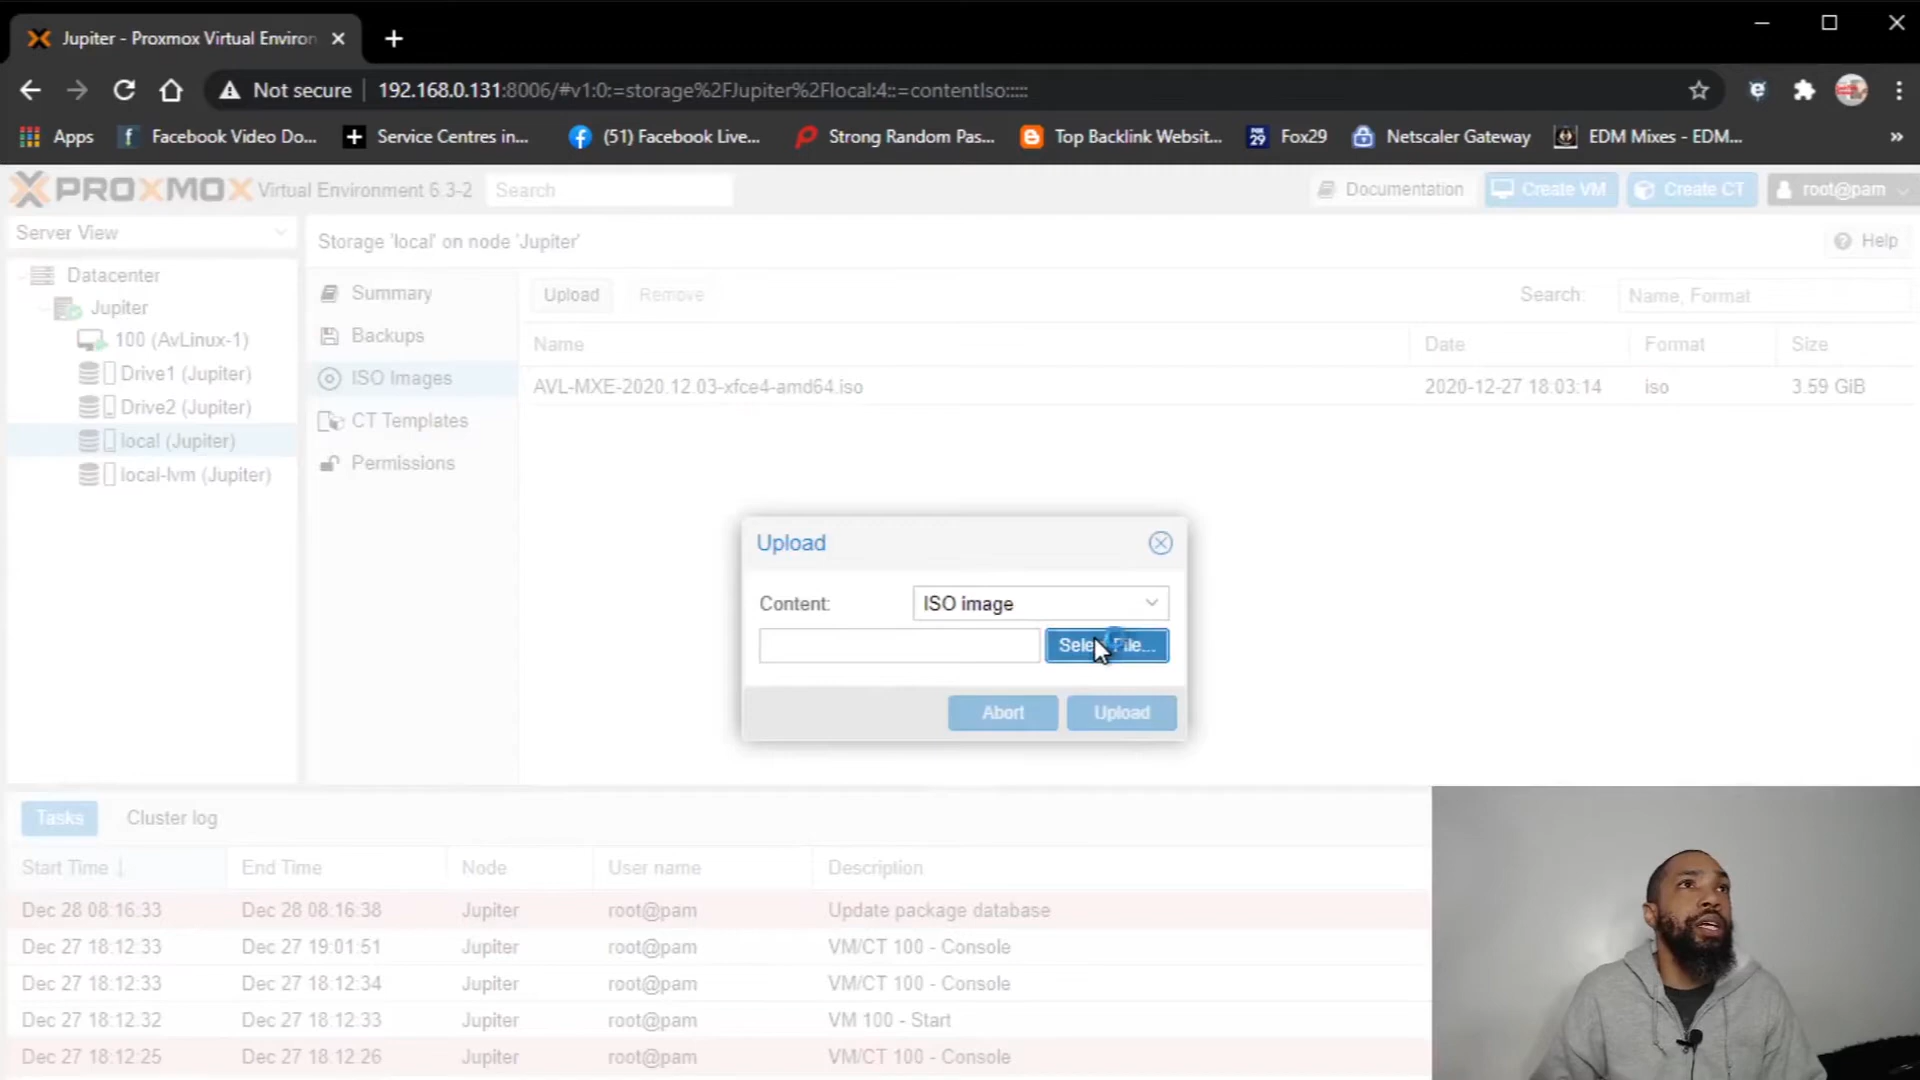 Jupiter - Proxmox Virtual Environ
Not secure 192.168.0.131:8006/#v1:0:=storage%2FJupiter%2Flocal:4::=contentIso:::::
Apps Facebook Video Do... Service Centres in... (51) Facebook Live... Strong Random Pas... Top Backlink Websit... FOX 29 Fox29 Netscaler Gateway EDM Mixes - EDM... »
PROXMOX Virtual Environment 6.3-2 Search Documentation Create VM Create CT root@pam
Server View
Storage 'local' on node 'Jupiter' Help
Datacenter
Jupiter
100 (AvLinux-1)
Drive1 (Jupiter)
Drive2 (Jupiter)
local (Jupiter)
local-lvm (Jupiter)
Summary
Backups
ISO Images
CT Templates
Permissions
Upload Remove Search: Name, Format
Name Date Format Size
AVL-MXE-2020.12.03-xfce4-amd64.iso 2020-12-27 18:03:14 iso 3.59 GiB
Upload
Content: ISO image
File...
Abort Upload
Tasks Cluster log
Start Time ↓ End Time Node User name Description
Dec 28 08:16:33 Dec 28 08:16:38 Jupiter root@pam Update package database
Dec 27 18:12:33 Dec 27 19:01:51 Jupiter root@pam VM/CT 100 - Console
Dec 27 18:12:33 Dec 27 18:12:34 Jupiter root@pam VM/CT 100 - Console
Dec 27 18:12:32 Dec 27 18:12:33 Jupiter root@pam VM 100 - Start
Dec 27 18:12:25 Dec 27 18:12:26 Jupiter root@pam VM/CT 100 - Console